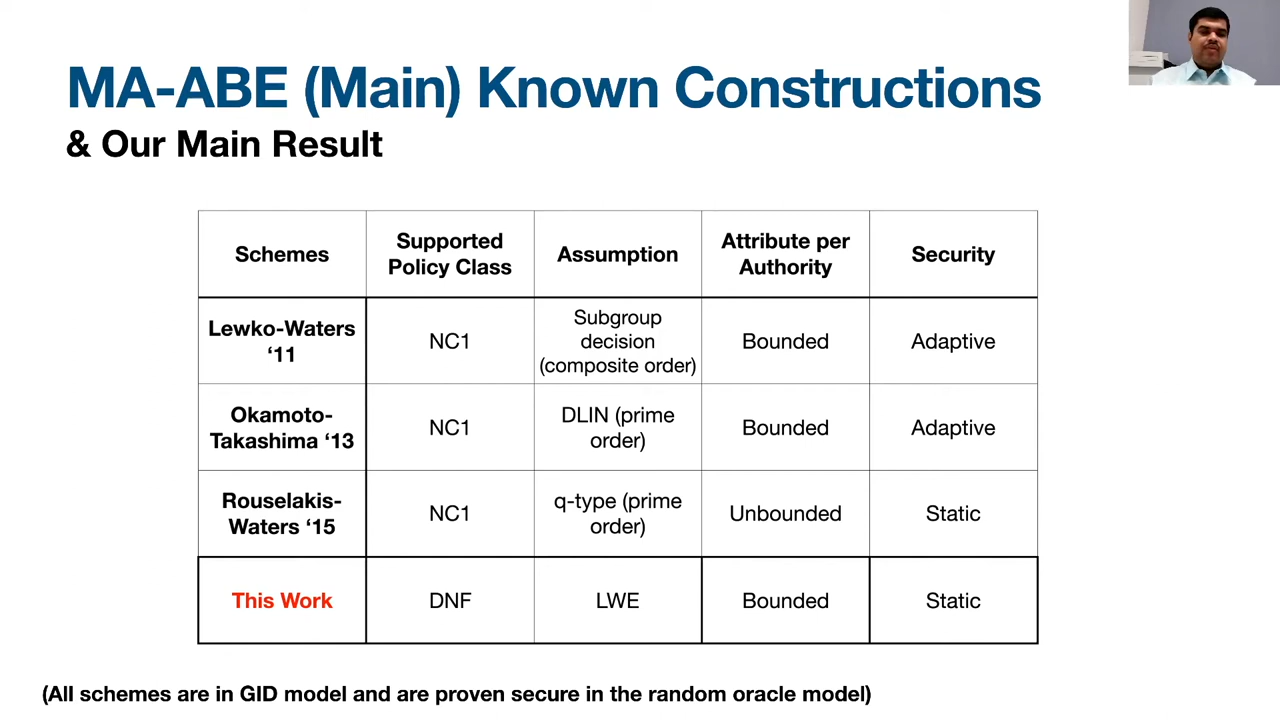 MA-ABE (Main) Known Constructions
& Our Main Result
Schemes
Supported
Policy Class
Assumption
Attribute per
Authority
Security
Lewko-Waters
‘11
NC1
Subgroup
decision
(composite order)
Bounded
Adaptive
Okamoto-
Takashima ‘13
NC1
DLIN (prime
order)
Bounded
Adaptive
Rouselakis-
Waters ‘15
NC1
q-type (prime
order)
Unbounded
Static
This Work
DNF
LWE
Bounded
Static
(All schemes are in GID model and are proven secure in the random oracle model)